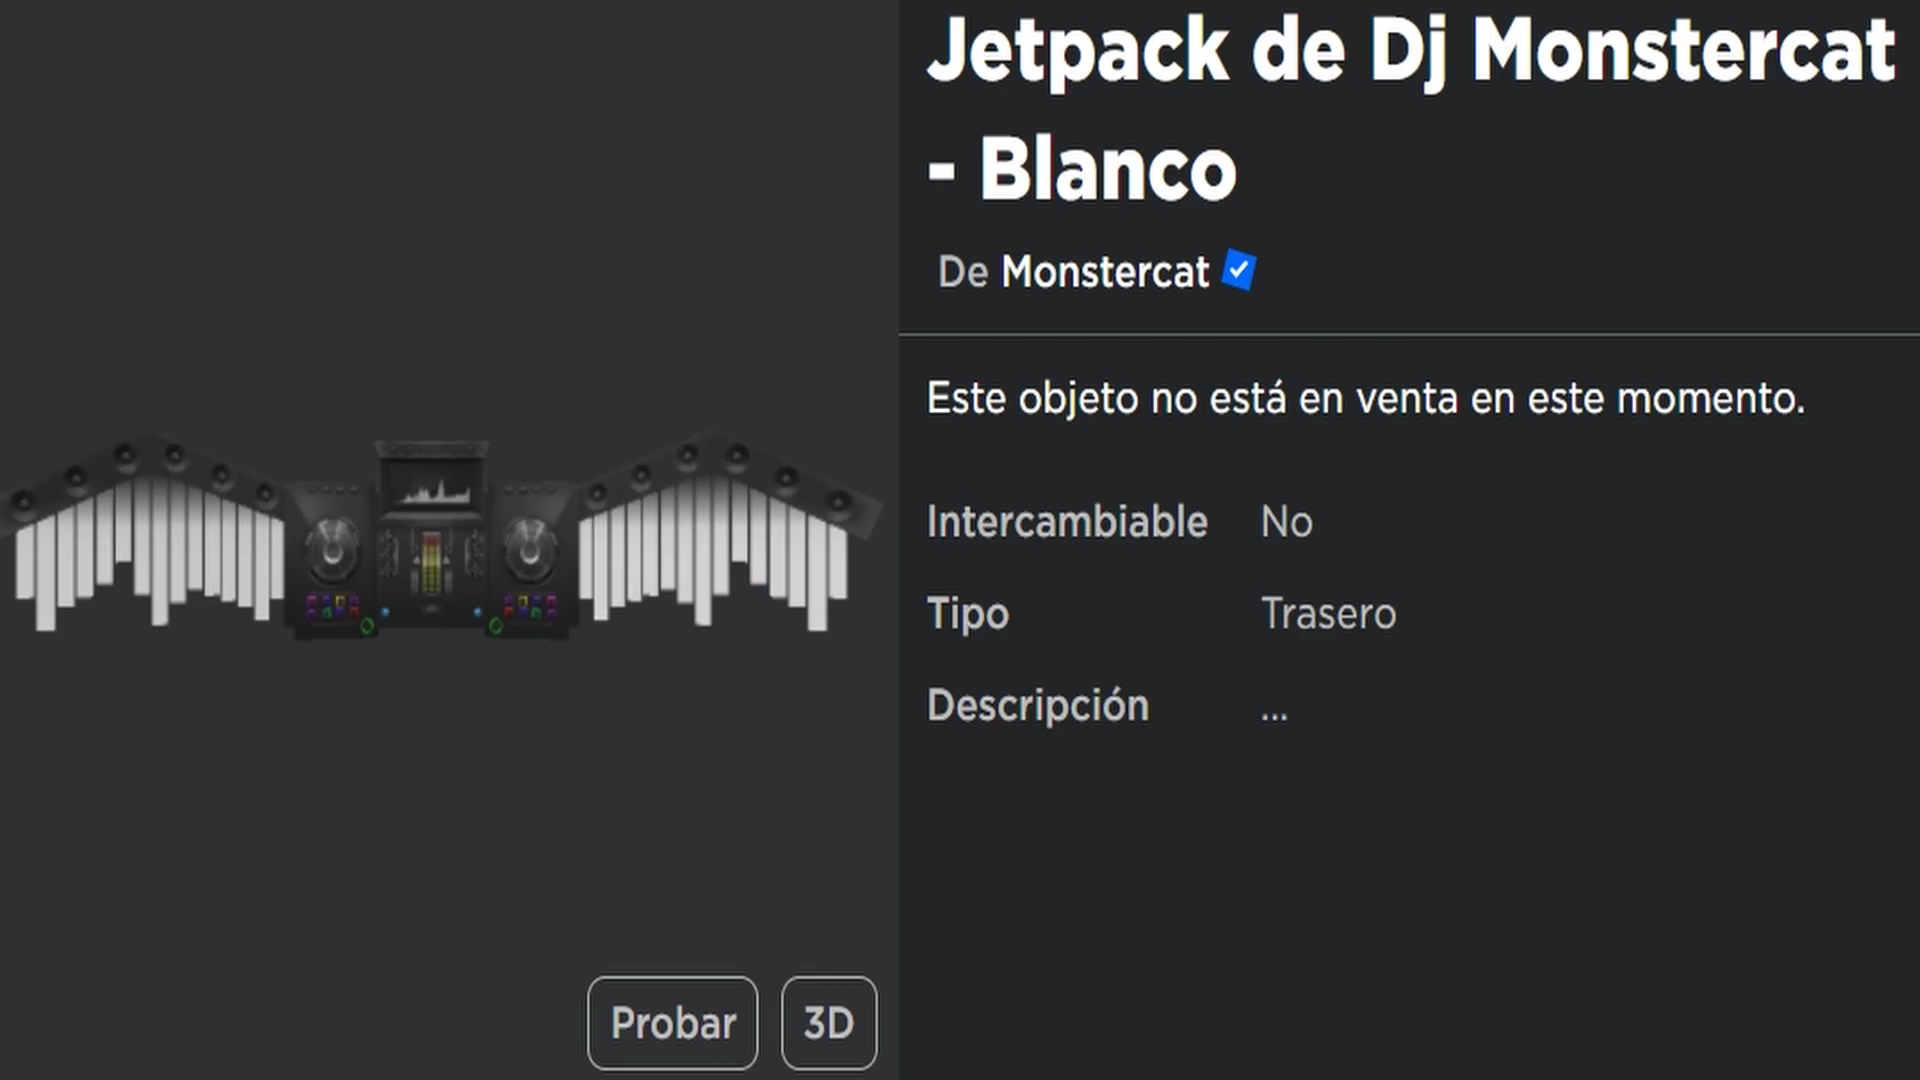 Jetpack de Dj Monstercat
- Blanco
De Monstercat
Este objeto no está en venta en este momento.
Intercambiable No
Tipo Trasero
Descripción ...
Probar 3D